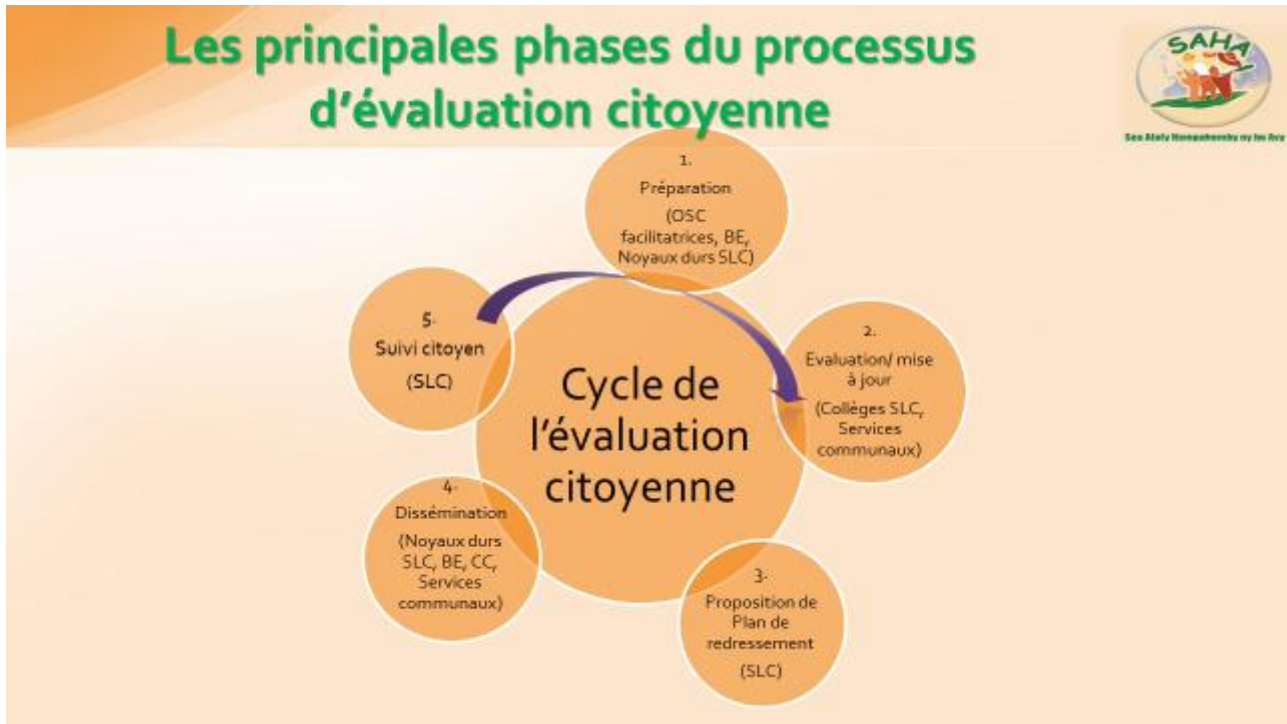 Les principales phases du processus
d'évaluation citoyenne
SAHA
1.
Préparation
(OSC
facilitatrices, BE,
Noyaux durs SLC)
2.
Evaluation/ mise
à jour
(Collèges SLC,
Services
communaux)
3-
Proposition de
Plan de
redressement
(SLC)
4-
Dissémination
(Noyaux durs
SLC, BE, CC,
Services
communaux)
5-
Suivi citoyen
(SLC)
Cycle de
l'évaluation
citoyenne